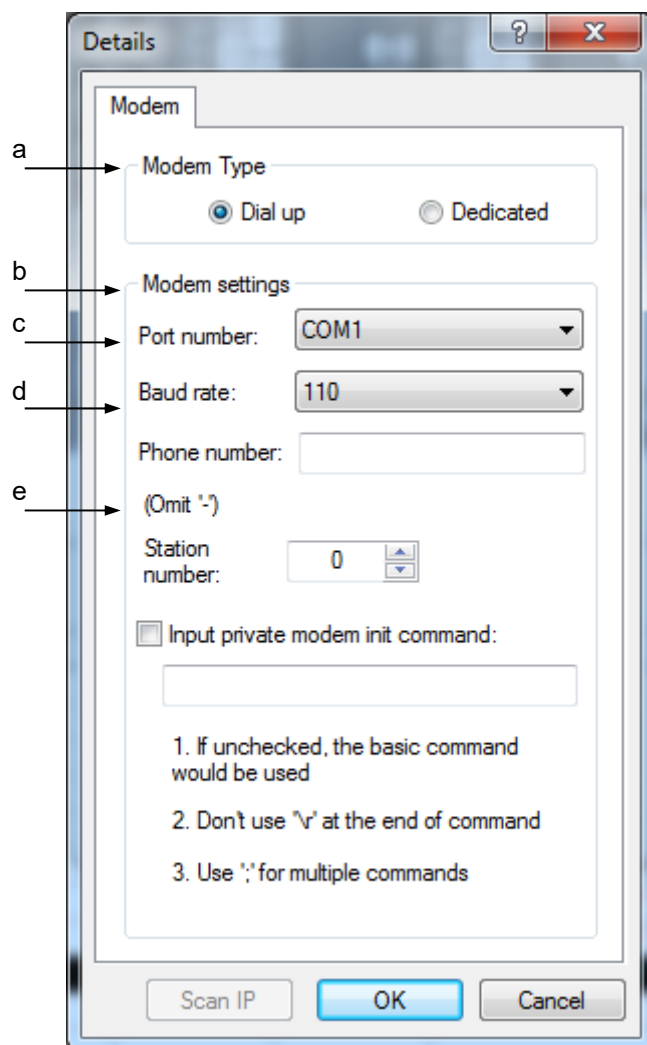 Details
?
X
Modem
a
Modem Type
Dial up
Dedicated
b
Modem settings
c
Port number: COM1
d
Baud rate: 110
Phone number:
e
(Omit '-')
Station
number:
0
Input private modem init command:
1. If unchecked, the basic command
would be used
2. Don't use '\r' at the end of command
3. Use ';' for multiple commands
Scan IP
OK
Cancel